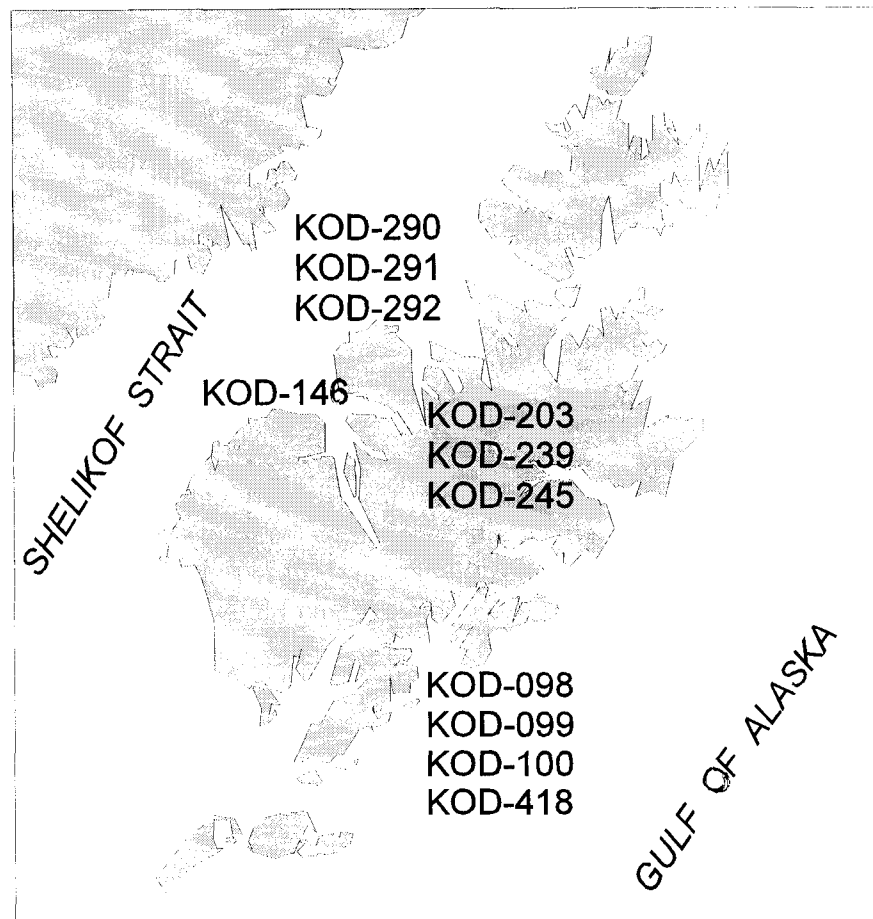 KOD-290
KOD-291
KOD-292
SHELIKOF STRAIT
KOD-146
KOD-203
KOD-239
KOD-245
KOD-098
KOD-099
KOD-100
KOD-418
GULF OF ALASKA